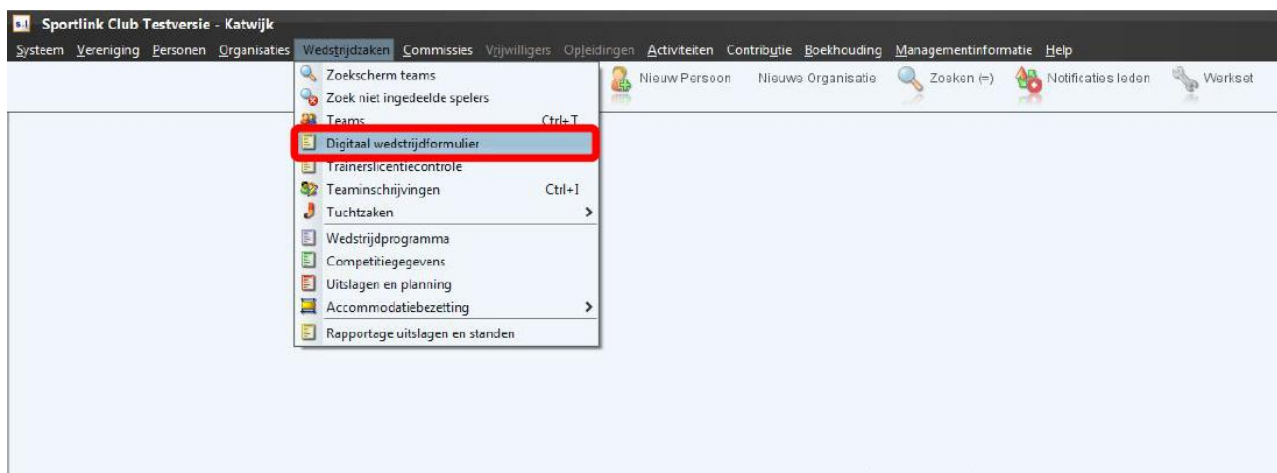 s.l Sportlink Club Testversie - Katwijk
Systeem Vereniging Personen Organisaties Wedstrijdzaken Commissies Vrijwilligers Opleidingen Activiteiten Contributie Boekhouding Managementinformatie Help
Nieuw Persoon Nieuwe Organisatie Zoeken (=) Notificaties leden Werkset
Zoekscherm teams
Zoek niet ingedeelde spelers
Teams Ctrl+T
Digitaal wedstrijdformulier
Trainerslicentiecontrole
Teaminschrijvingen Ctrl+I
Tuchtzaken
Wedstrijdprogramma
Competitiegegevens
Uitslagen en planning
Accommodatiebezetting
Rapportage uitslagen en standen